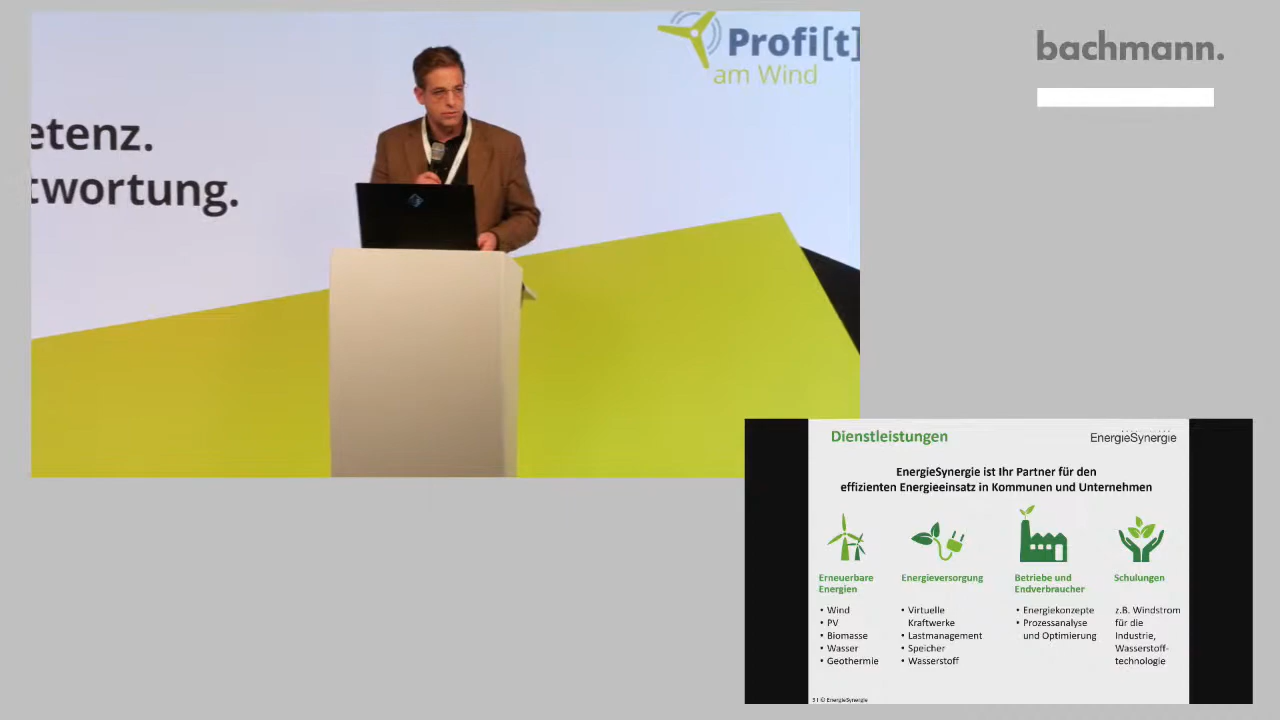 Profi[t]
am Wind
etenz.
twortung.
bachmann.
Dienstleistungen
EnergieSynergie
EnergieSynergie ist Ihr Partner für den
effizienten Energieeinsatz in Kommunen und Unternehmen
Erneuerbare
Energien
• Wind
• PV
• Biomasse
• Wasser
• Geothermie
Energieversorgung
• Virtuelle
Kraftwerke
• Lastmanagement
• Speicher
• Wasserstoff
Betriebe und
Endverbraucher
• Energiekonzepte
• Prozessanalyse
und Optimierung
Schulungen
z.B. Windstrom
für die
Industrie,
Wasserstoff-
technologie
3 I © EnergieSynergie